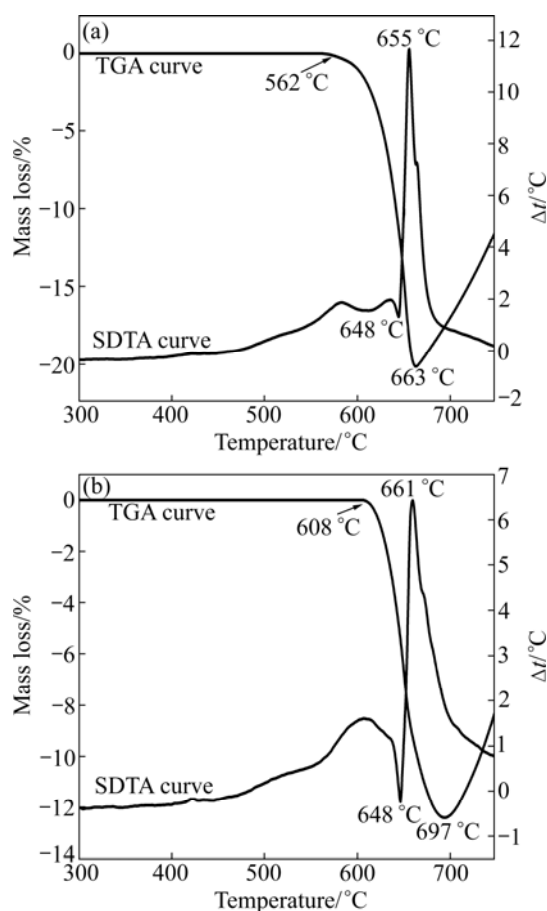 (a)
655 °C
TGA curve
562 °C
Mass loss/%
Δt/°C
648 °C
SDTA curve
663 °C
0
−5
−10
−15
−20
12
10
8
6
4
2
0
−2
300 400 500 600 700
Temperature/°C
(b)
661 °C
TGA curve
608 °C
Mass loss/%
Δt/°C
SDTA curve
648 °C
697 °C
0
−2
−4
−6
−8
−10
−12
−14
7
6
5
4
3
2
1
0
−1
300 400 500 600 700
Temperature/°C